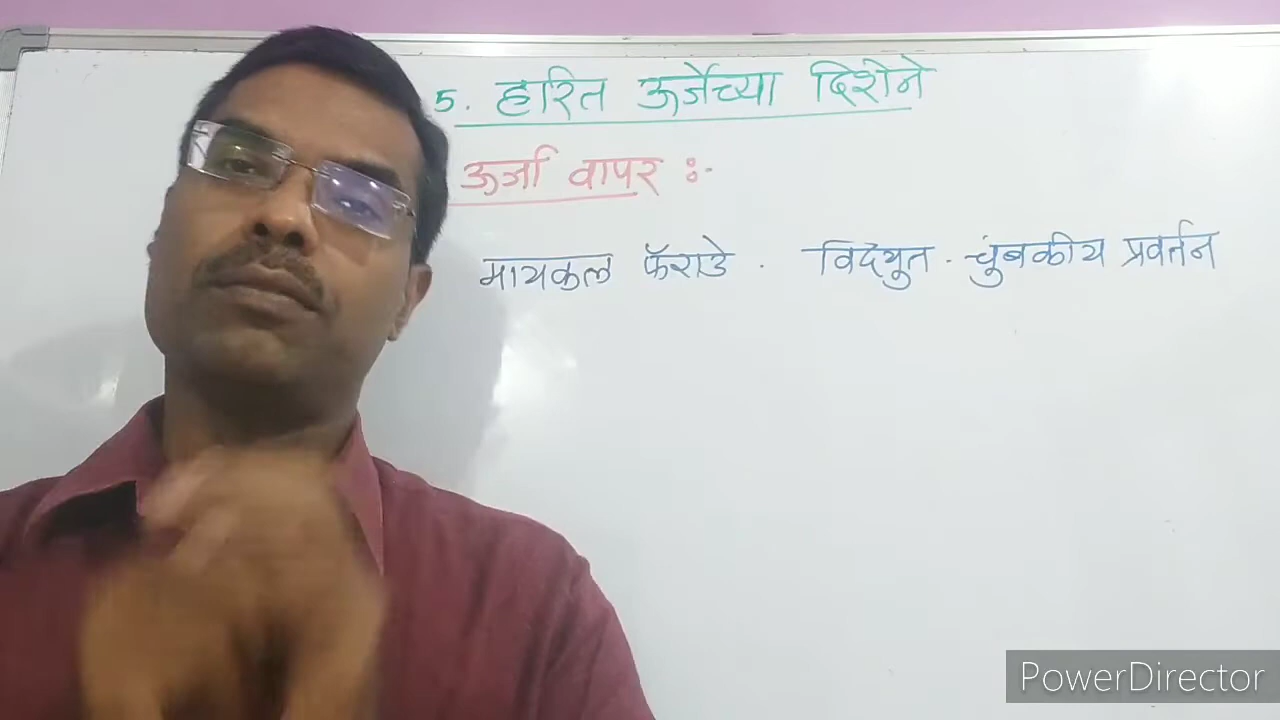 5. हरित ऊर्जेच्या दिशेने
ऊर्जा वापर :-
मायकल फॅराडे . विद्युत - चुंबकीय प्रवर्तन
PowerDirector